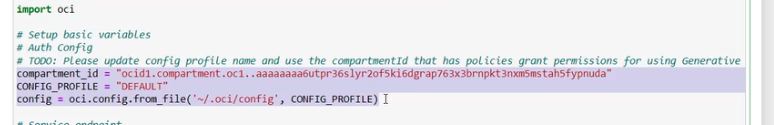 import oci
# Setup basic variables
# Auth Config
# TODO: Please update config profile name and use the compartmentId that has policies grant permissions for using Generative
compartment_id = "ocid1.compartment.oc1..aaaaaaaa6utpr36slyr2of5ki6dgrap763x3brnpkt3nxm5mstah5fypnuda"
CONFIG_PROFILE = "DEFAULT"
config = oci.config.from_file('~/.oci/config', CONFIG_PROFILE)
# Service endpoint